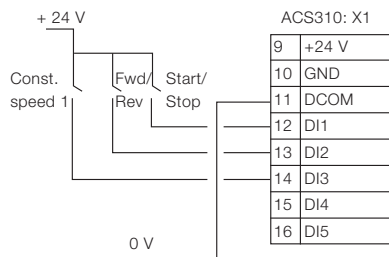 + 24 V
ACS310: X1
9 +24 V
10 GND
11 DCOM
12 DI1
13 DI2
14 DI3
15 DI4
16 DI5
Const.
speed 1
Fwd/
Rev
Start/
Stop
0 V